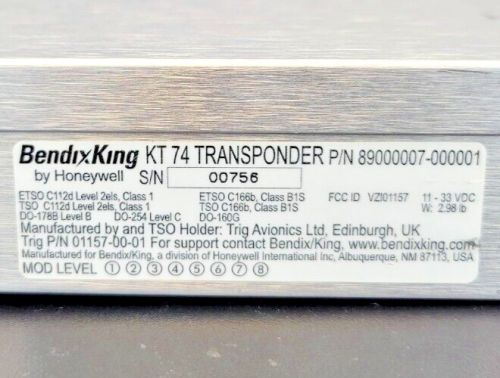 BENDIXKING KT 74 TRANSPONDER P/N 89000007-000001
by Honeywell S/N 00756
ETSO C112d Level 2els, Class 1 ETSO C166b, Class B1S FCC ID VZI01157 11 - 33 VDC
TSO C112d Level 2els, Class 1 TSO C166b, Class B1S W: 2.98 lb
DO-178B Level B DO-254 Level C DO-160G
Manufactured by and TSO Holder: Trig Avionics Ltd, Edinburgh, UK
Trig P/N 01157-00-01 For support contact Bendix/King, www.bendixking.com
Manufactured for Bendix/King, a division of Honeywell International Inc, Albuquerque, NM 87113, USA
MOD LEVEL 1 2 3 4 5 6 7 8